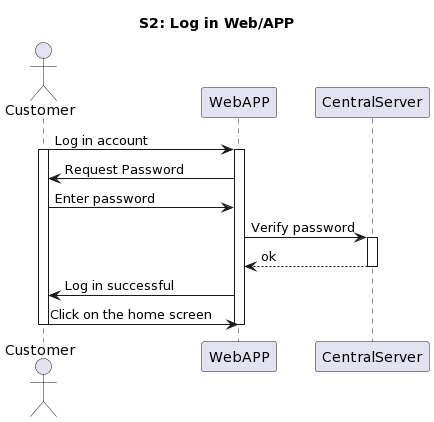 S2: Log in Web/APP
Customer
WebAPP
CentralServer
Log in account
Request Password
Enter password
Verify password
ok
Log in successful
Click on the home screen
Customer
WebAPP
CentralServer